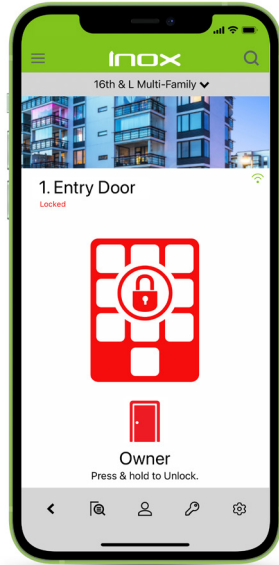 INOX
16th & L Multi-Family
1. Entry Door
Locked
Owner
Press & hold to Unlock.